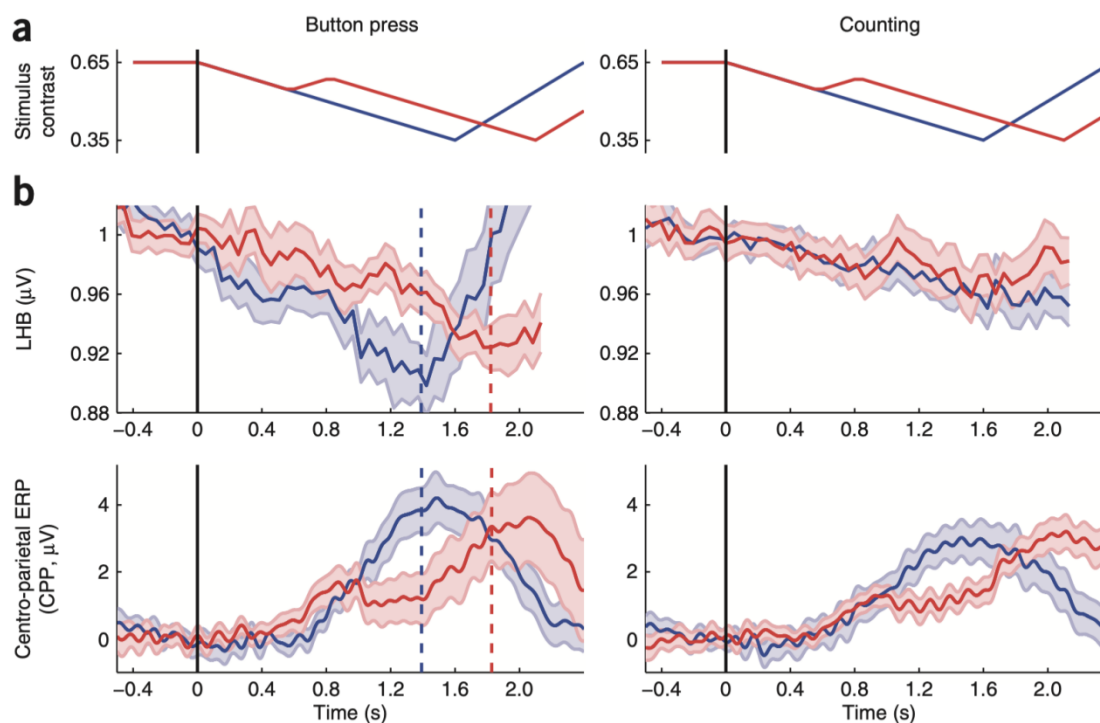 a
Button press
Counting
Stimulus
contrast
0.65
0.35
0.65
0.35
b
LHB (μV)
1
0.96
0.92
0.88
−0.4 0 0.4 0.8 1.2 1.6 2.0
1
0.96
0.92
0.88
−0.4 0 0.4 0.8 1.2 1.6 2.0
Centro-parietal ERP
(CPP, μV)
4
2
0
−0.4 0 0.4 0.8 1.2 1.6 2.0
Time (s)
4
2
0
−0.4 0 0.4 0.8 1.2 1.6 2.0
Time (s)